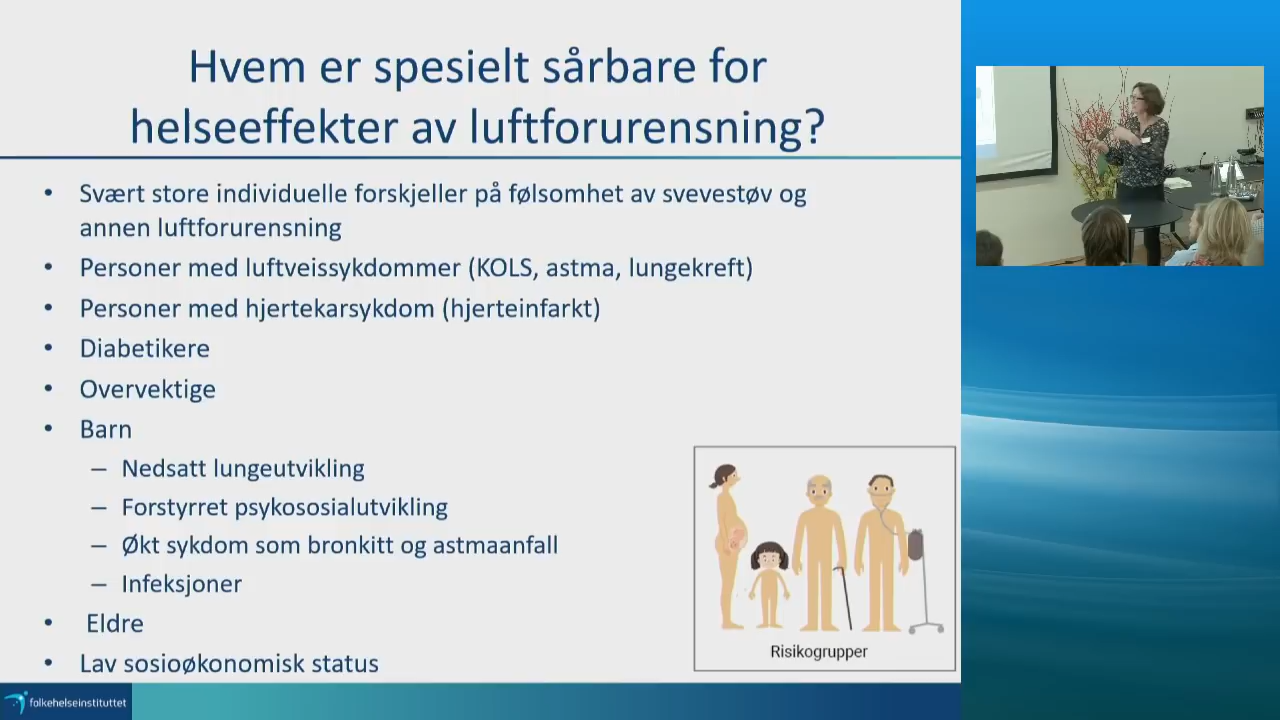 Hvem er spesielt sårbare for
helseeffekter av luftforurensning?
• Svært store individuelle forskjeller på følsomhet av svevestøv og
annen luftforurensning
• Personer med luftveissykdommer (KOLS, astma, lungekreft)
• Personer med hjertekarsykdom (hjerteinfarkt)
• Diabetikere
• Overvektige
• Barn
– Nedsatt lungeutvikling
– Forstyrret psykososialutvikling
– Økt sykdom som bronkitt og astmaanfall
– Infeksjoner
• Eldre
• Lav sosioøkonomisk status
Risikogrupper
folkehelseinstituttet